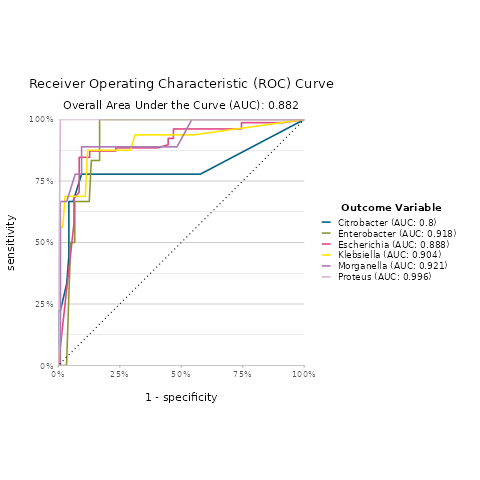 Receiver Operating Characteristic (ROC) Curve
Overall Area Under the Curve (AUC): 0.882
100%
75%
50%
25%
0%
sensitivity
0%
25%
50%
75%
100%
1 - specificity
Outcome Variable
Citrobacter (AUC: 0.8)
Enterobacter (AUC: 0.918)
Escherichia (AUC: 0.888)
Klebsiella (AUC: 0.904)
Morganella (AUC: 0.921)
Proteus (AUC: 0.996)